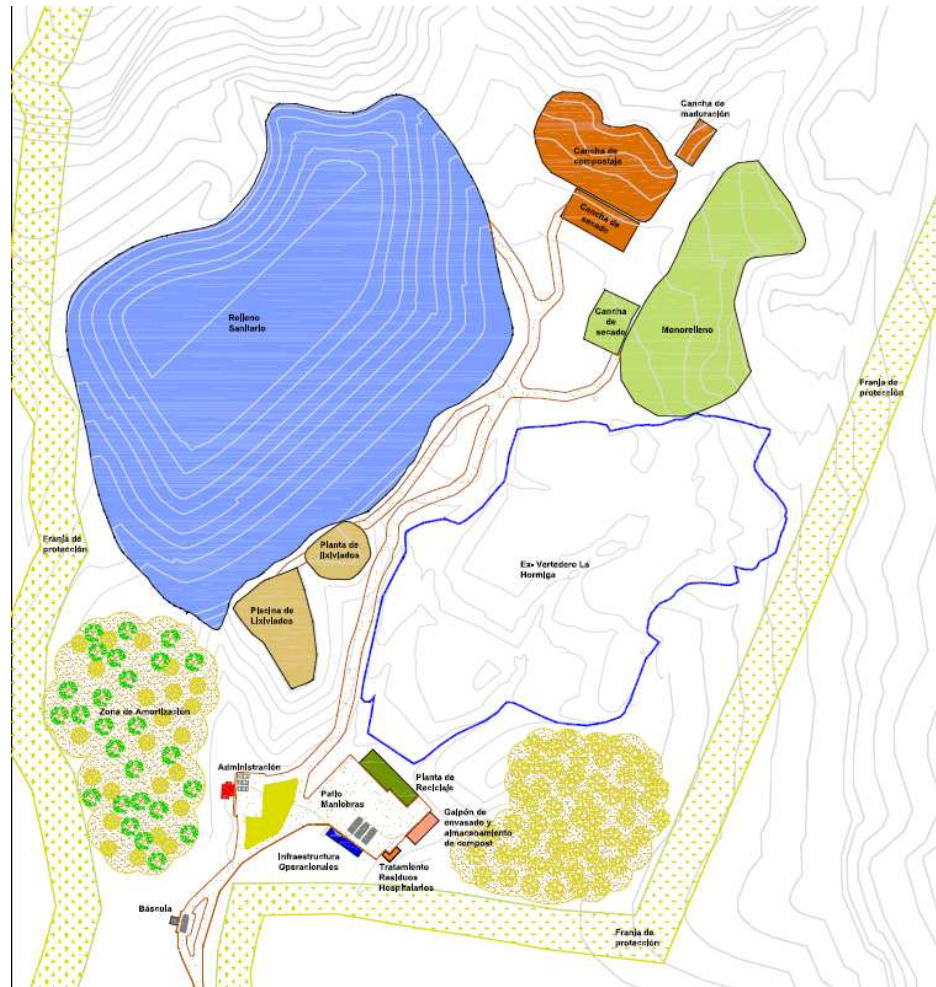 Cancha de
maduración
Cancha de
compostaje
Cancha de
secado
Relleno
Sanitario
Cancha
de
secado
Monorelleno
Franja de
protección
Franja de
protección
Planta de
lixiviados
Ex- Vertedero La
Hormiga
Piscina de
Lixiviados
Zona de Amortización
Administración
Planta de
Reciclaje
Patio
Maniobras
Galpón de
envasado y
almacenamiento
de compost
Infraestructura
Operacionales
Tratamiento
Residuos
Hospitalarios
Báscula
Franja de
protección